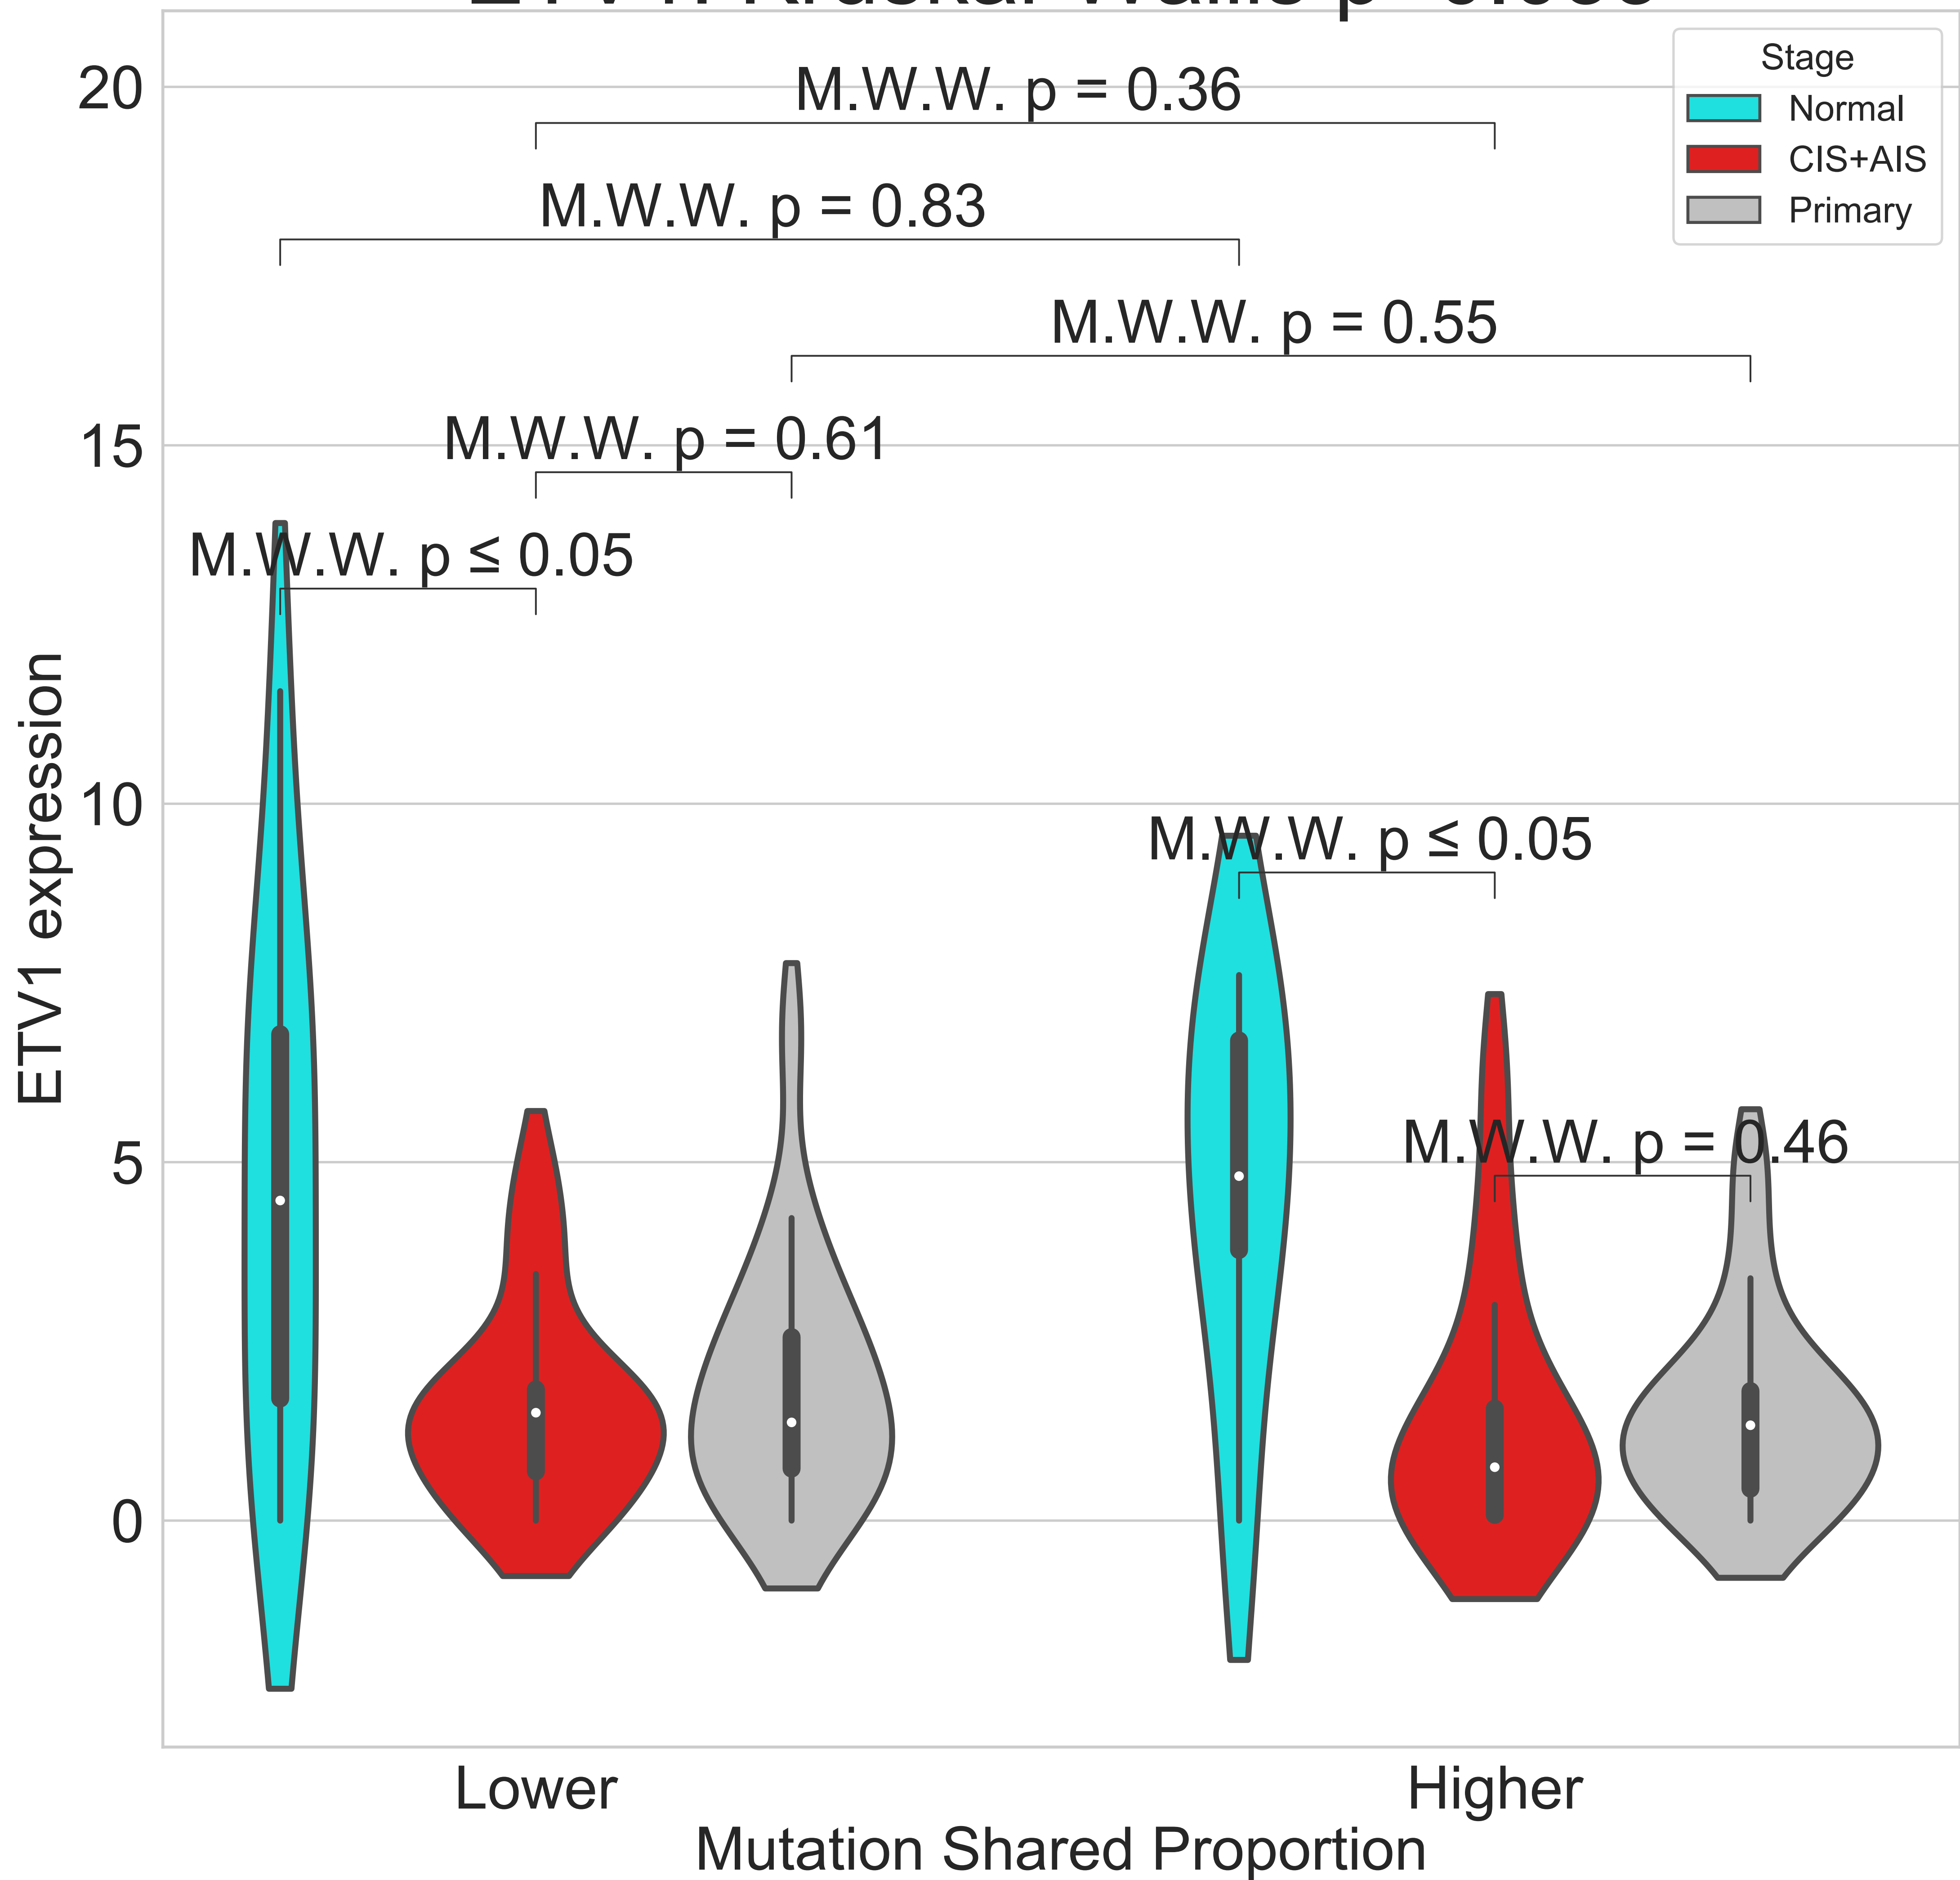 20
15
10
5
0
ETV1 expression
M.W.W. p = 0.36
M.W.W. p = 0.83
M.W.W. p = 0.55
M.W.W. p = 0.61
M.W.W. p ≤ 0.05
M.W.W. p ≤ 0.05
M.W.W. p = 0.46
Stage
Normal
CIS+AIS
Primary
Lower
Higher
Mutation Shared Proportion